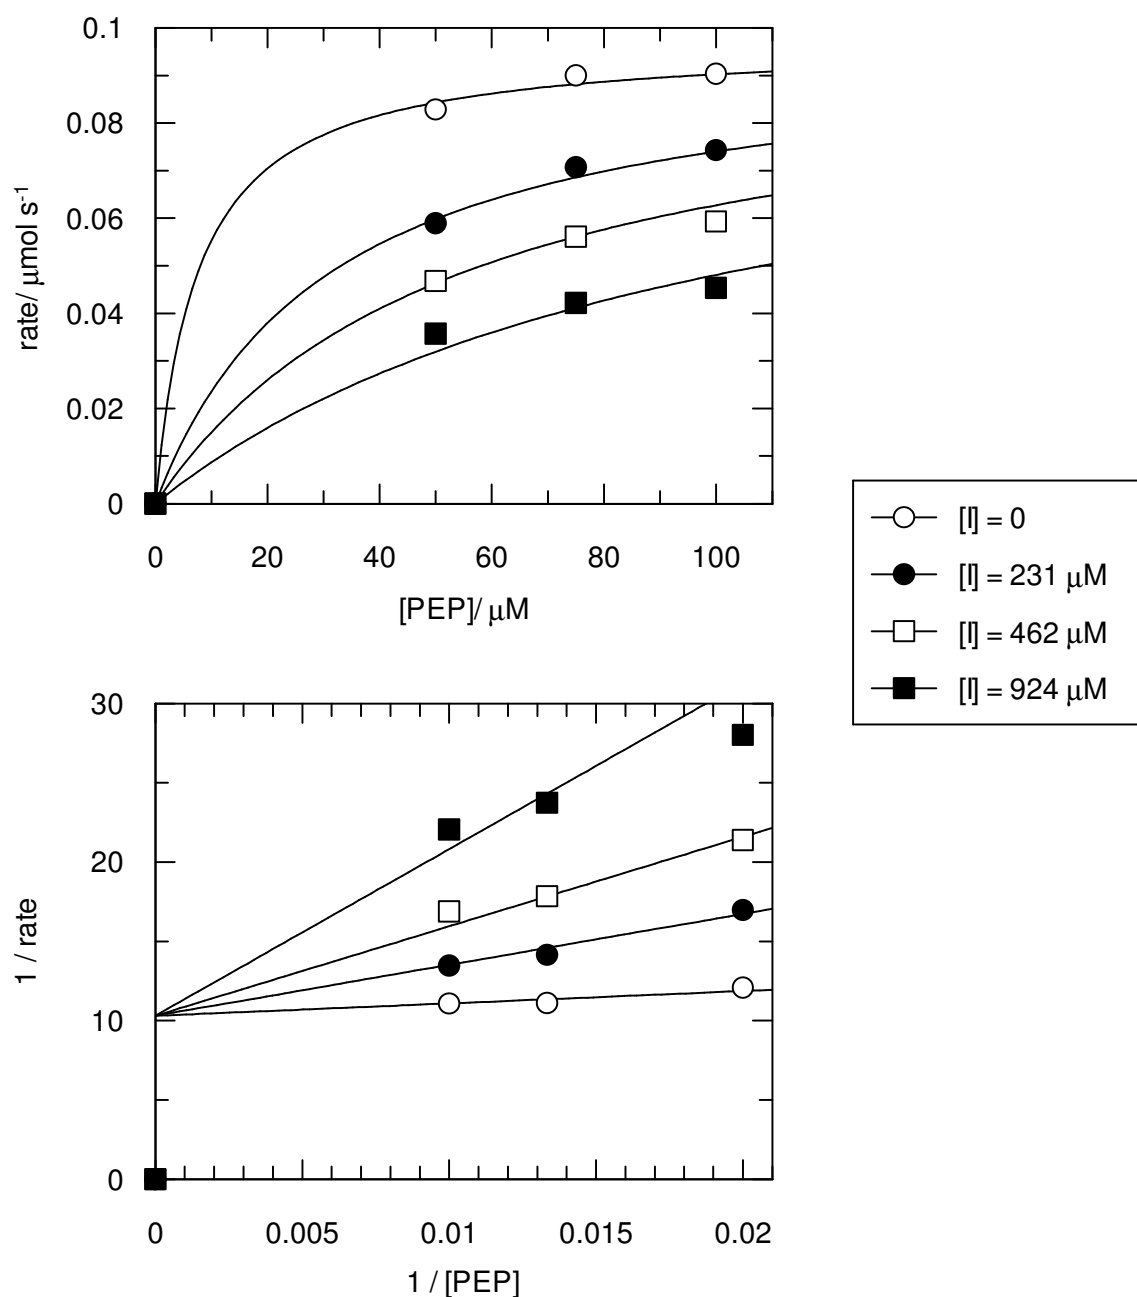 0.1
0.08
0.06
0.04
0.02
0
rate/ μmol s⁻¹
0 20 40 60 80 100
[PEP]/ μM
[I] = 0
[I] = 231 μM
[I] = 462 μM
[I] = 924 μM
30
20
10
0
1 / rate
0 0.005 0.01 0.015 0.02
1 / [PEP]